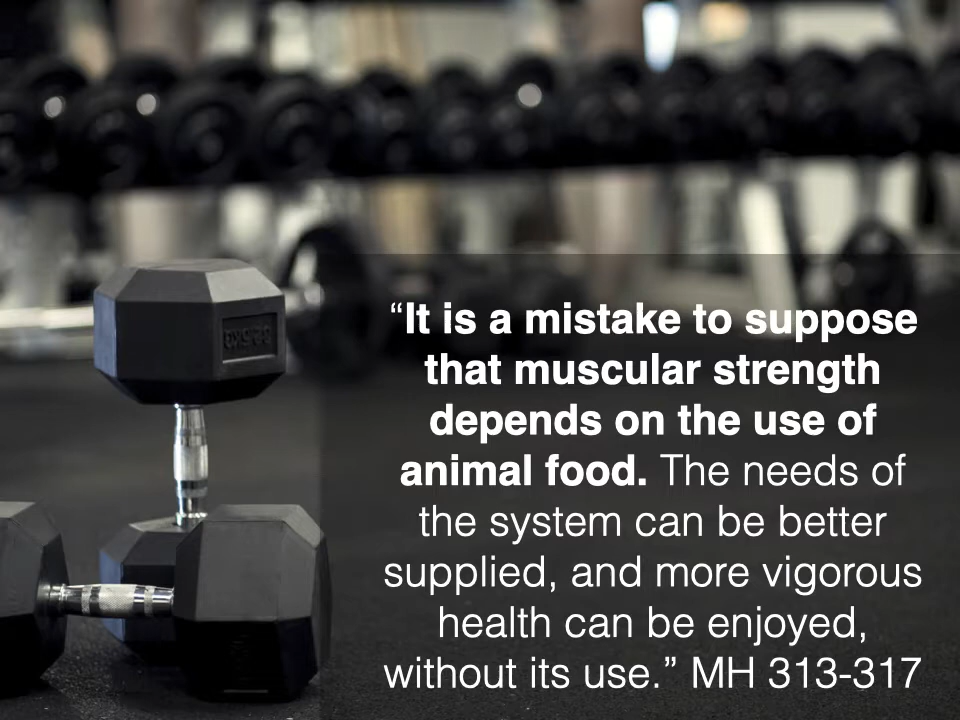 “It is a mistake to suppose
that muscular strength
depends on the use of
animal food. The needs of
the system can be better
supplied, and more vigorous
health can be enjoyed,
without its use.” MH 313-317